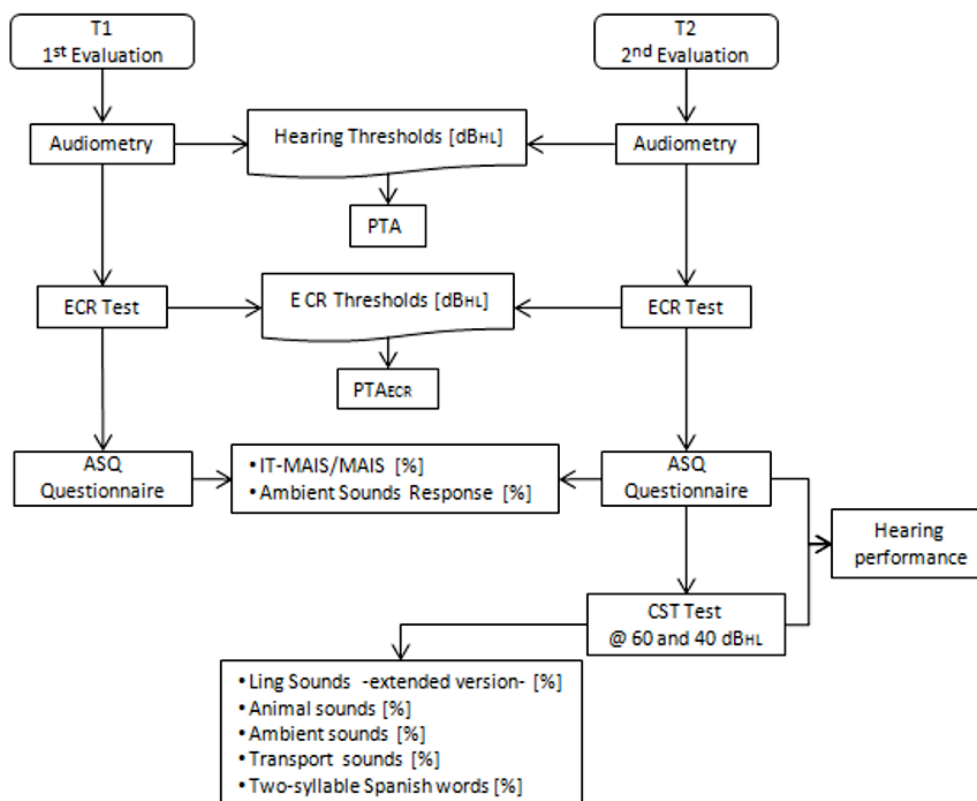 T1
1st Evaluation
T2
2nd Evaluation
Audiometry
Hearing Thresholds [dBHL]
Audiometry
PTA
ECR Test
E CR Thresholds [dBHL]
ECR Test
PTAECR
ASQ
Questionnaire
• IT-MAIS/MAIS [%]
• Ambient Sounds Response [%]
ASQ
Questionnaire
Hearing
performance
CST Test
@ 60 and 40 dBHL
• Ling Sounds -extended version- [%]
• Animal sounds [%]
• Ambient sounds [%]
• Transport sounds [%]
• Two-syllable Spanish words [%]